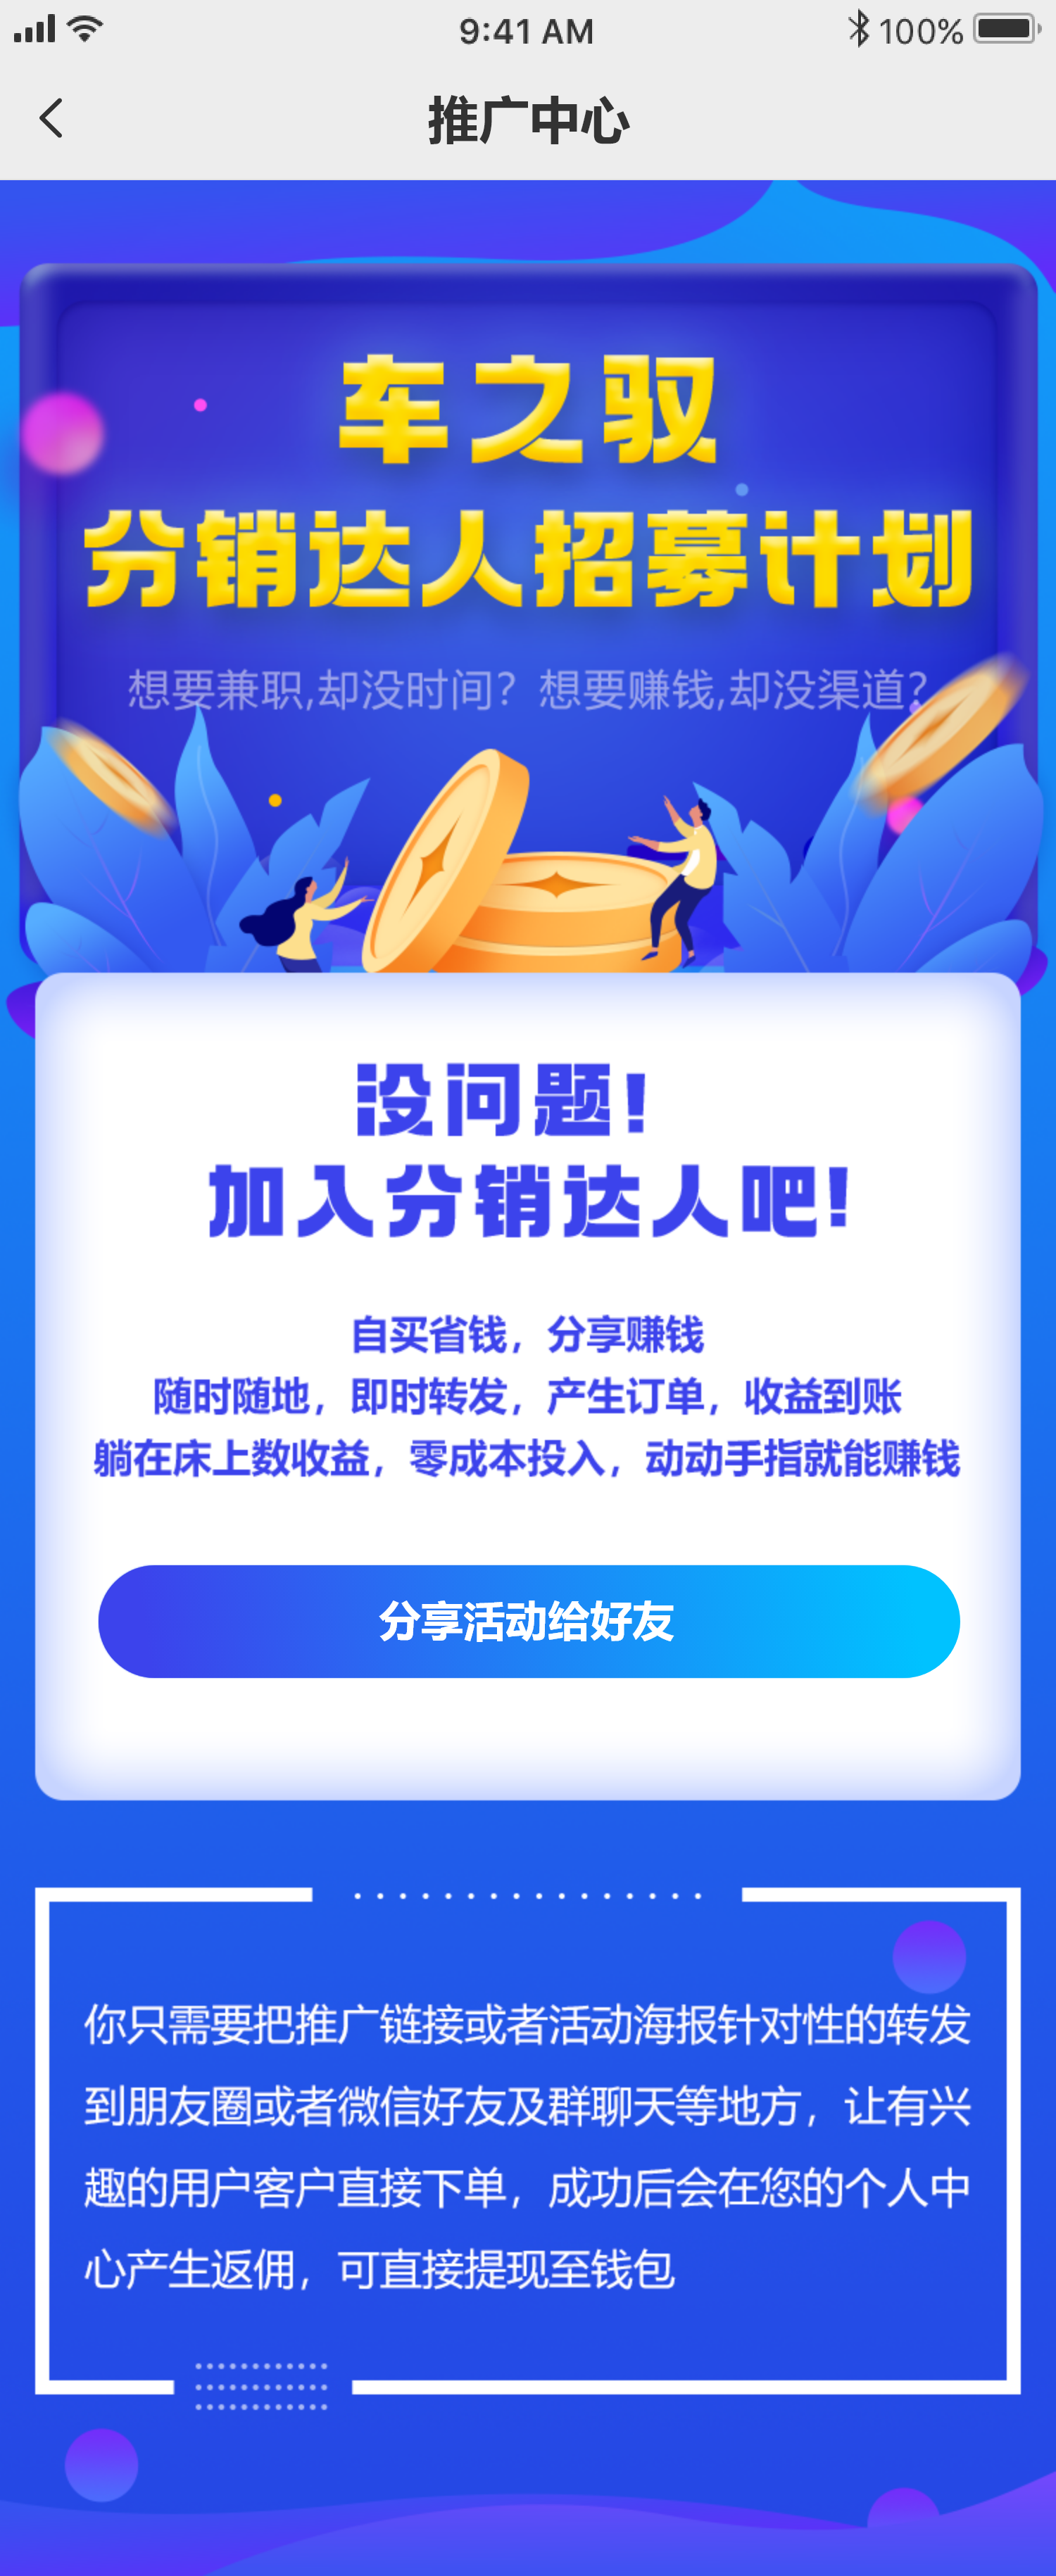 9:41 AM
100%
推广中心
车之驭
分销达人招募计划
想要兼职,却没时间？想要赚钱,却没渠道?
没问题!
加入分销达人吧!
自买省钱，分享赚钱
随时随地，即时转发，产生订单，收益到账
躺在床上数收益，零成本投入，动动手指就能赚钱
分享活动给好友
你只需要把推广链接或者活动海报针对性的转发
到朋友圈或者微信好友及群聊天等地方，让有兴
趣的用户客户直接下单，成功后会在您的个人中
心产生返佣，可直接提现至钱包